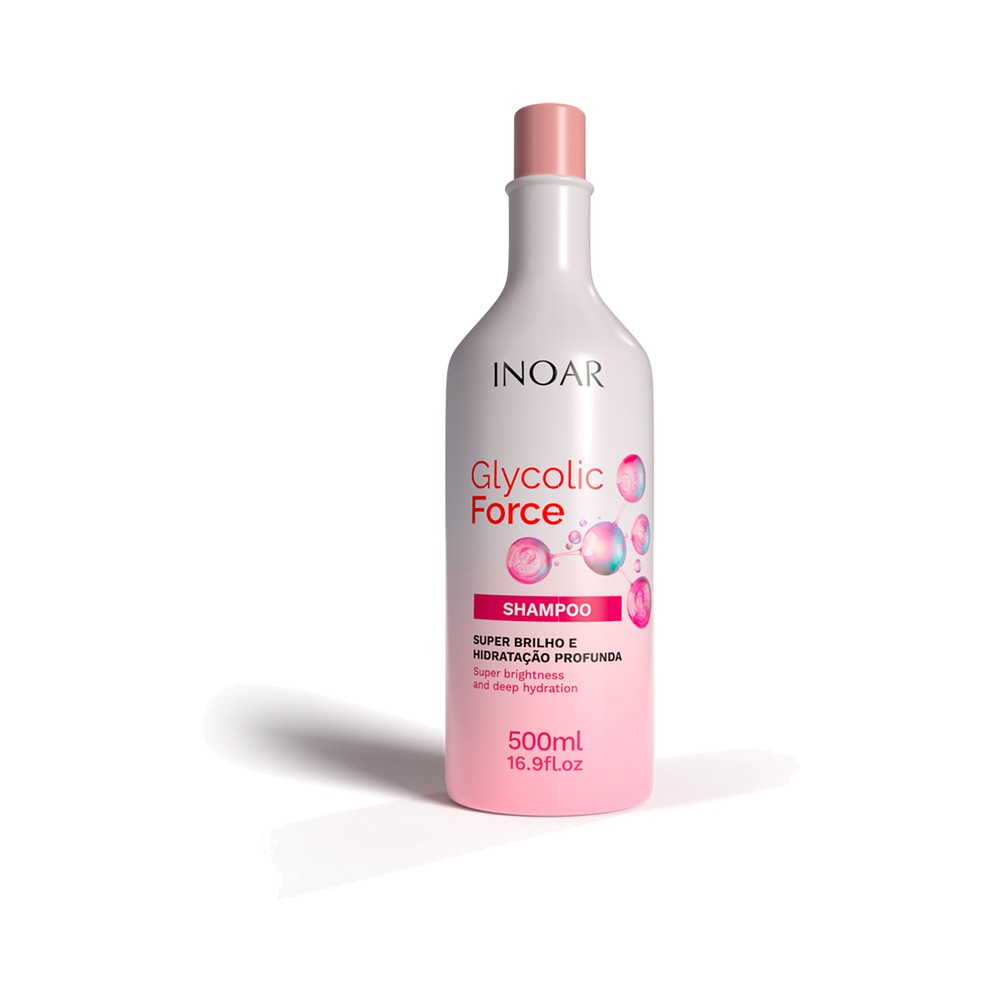 INOAR
Glycolic
Force
SHAMPOO
SUPER BRILHO E
HIDRATAÇÃO PROFUNDA
Super brightness
and deep hydration
500ml
16.9fl.oz